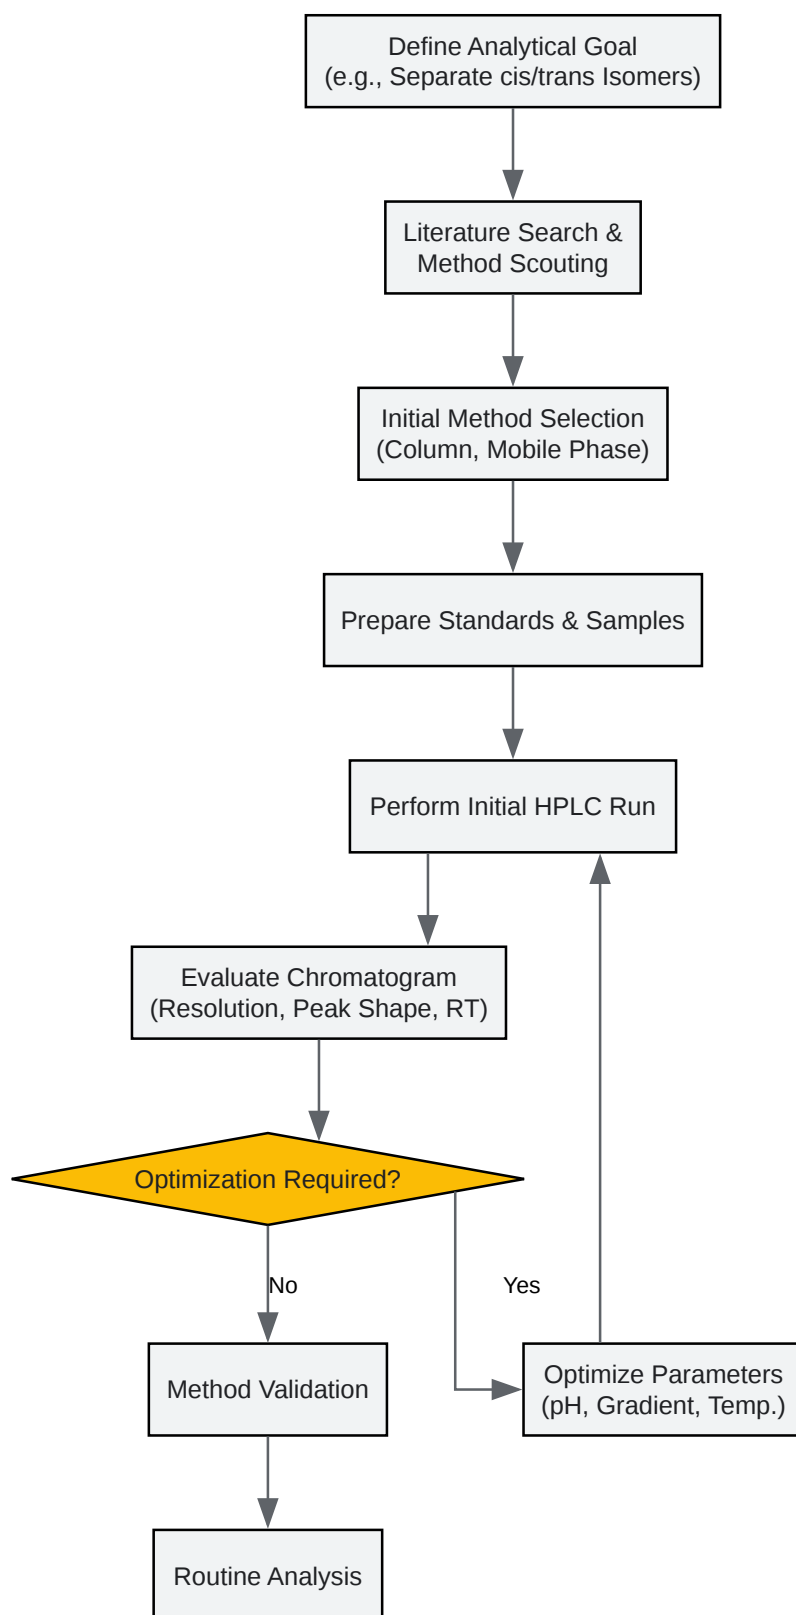 Define Analytical Goal
(e.g., Separate cis/trans Isomers)
Literature Search &
Method Scouting
Initial Method Selection
(Column, Mobile Phase)
Prepare Standards & Samples
Perform Initial HPLC Run
Evaluate Chromatogram
(Resolution, Peak Shape, RT)
Optimization Required?
No
Yes
Method Validation
Optimize Parameters
(pH, Gradient, Temp.)
Routine Analysis